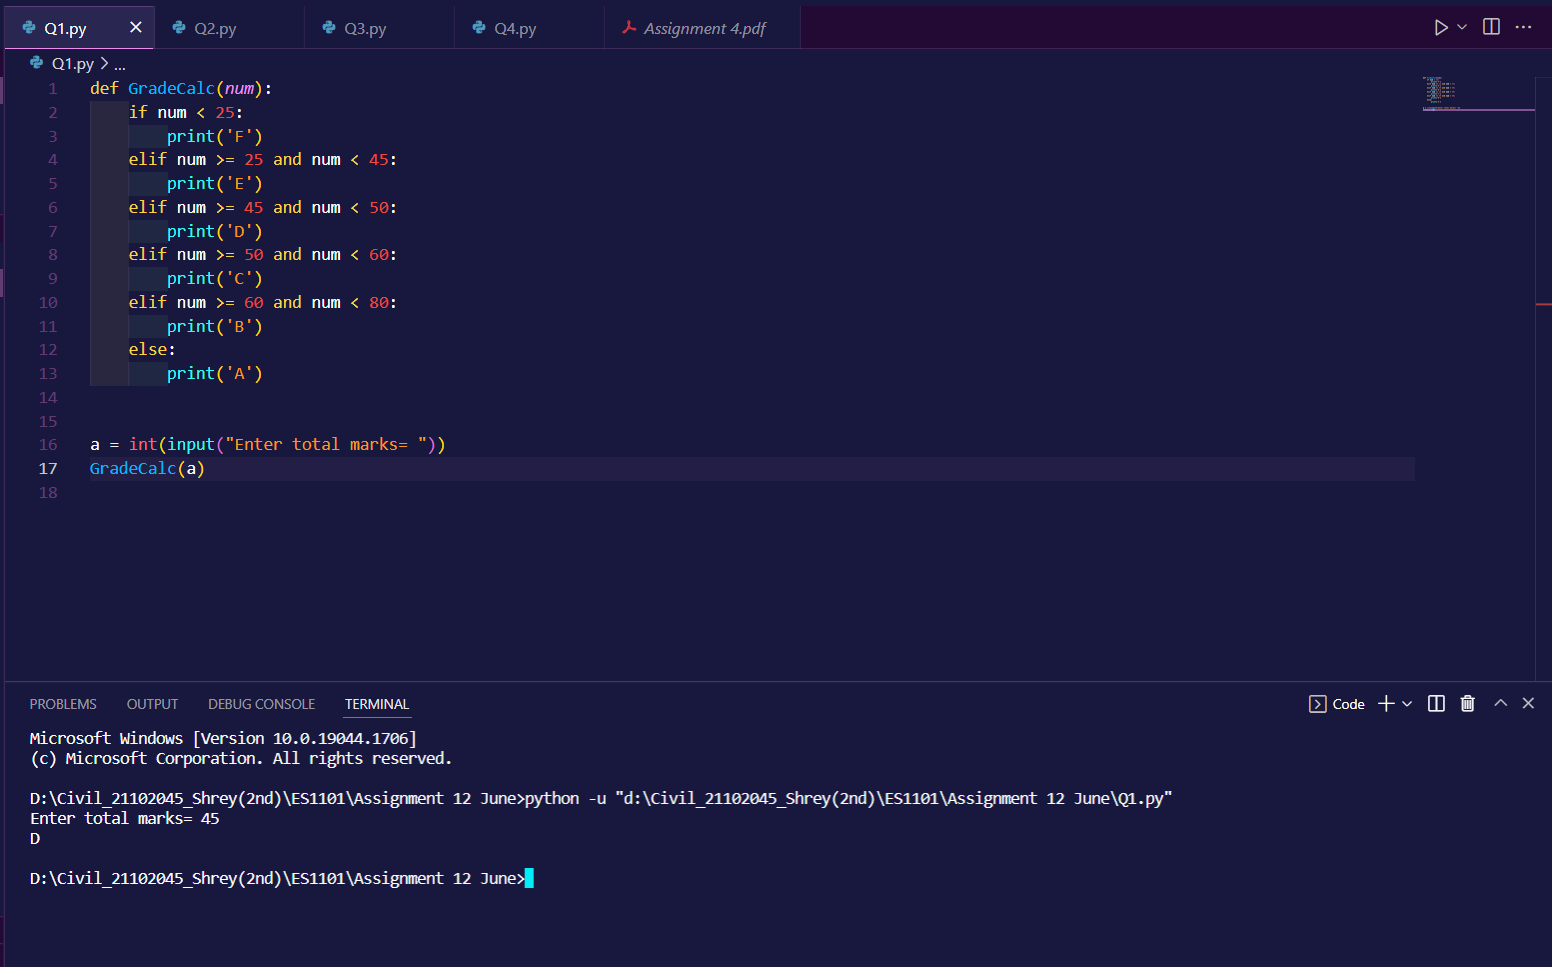 Q1.py
Q2.py
Q3.py
Q4.py
Assignment 4.pdf
Q1.py > ...
1 def GradeCalc(num):
2     if num < 25:
3         print('F')
4     elif num >= 25 and num < 45:
5         print('E')
6     elif num >= 45 and num < 50:
7         print('D')
8     elif num >= 50 and num < 60:
9         print('C')
10     elif num >= 60 and num < 80:
11         print('B')
12     else:
13         print('A')
14
15
16 a = int(input("Enter total marks= "))
17 GradeCalc(a)
18
PROBLEMS OUTPUT DEBUG CONSOLE TERMINAL Code
Microsoft Windows [Version 10.0.19044.1706]
(c) Microsoft Corporation. All rights reserved.
D:\Civil_21102045_Shrey(2nd)\ES1101\Assignment 12 June>python -u "d:\Civil_21102045_Shrey(2nd)\ES1101\Assignment 12 June\Q1.py"
Enter total marks= 45
D
D:\Civil_21102045_Shrey(2nd)\ES1101\Assignment 12 June>